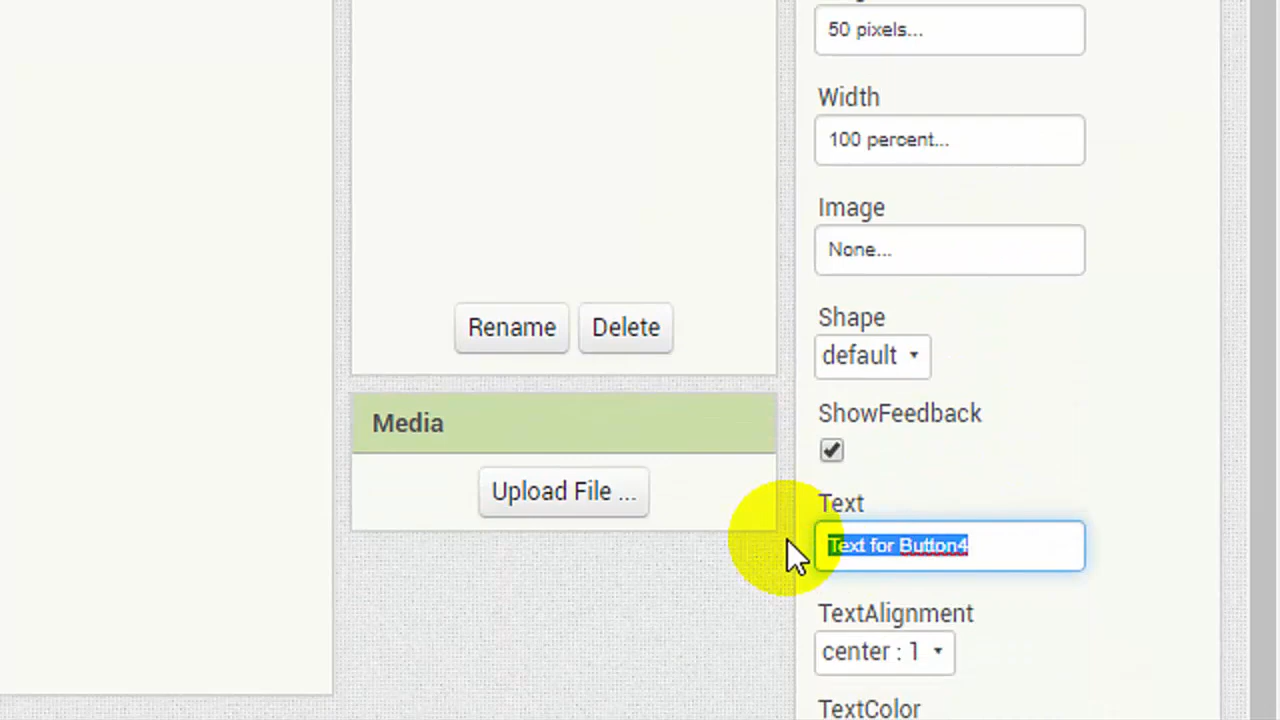 50 pixels...
Width
100 percent...
Image
None...
Shape
default
ShowFeedback
Text
Text for Button4
TextAlignment
center : 1
TextColor
Rename
Delete
Media
Upload File ...